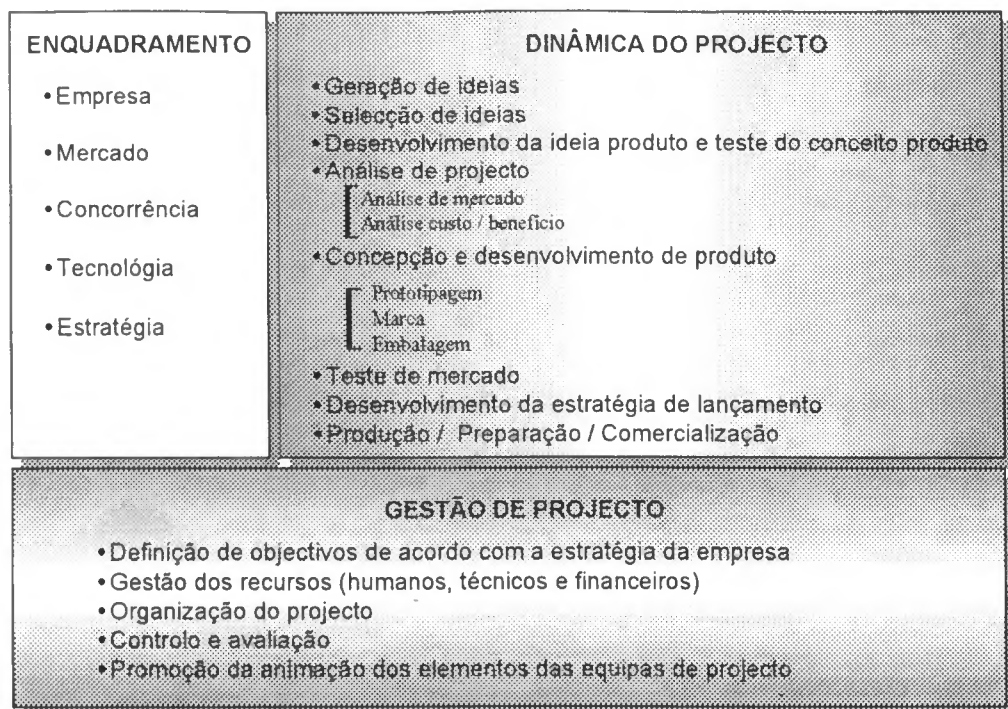 ENQUADRAMENTO
• Empresa
• Mercado
• Concorrência
• Tecnológia
• Estratégia
DINÂMICA DO PROJECTO
• Geração de ideias
• Selecção de ideias
• Desenvolvimento da ideia produto e teste do conceito produto
• Análise de projecto
Análise de mercado
Análise custo / beneficio
• Concepção e desenvolvimento de produto
Prototipagem
Marca
Embalagem
• Teste de mercado
• Desenvolvimento da estratégia de lançamento
• Produção / Preparação / Comercialização
GESTÃO DE PROJECTO
• Definição de objectivos de acordo com a estratégia da empresa
• Gestão dos recursos (humanos, técnicos e financeiros)
• Organização do projecto
• Controlo e avaliação
• Promoção da animação dos elementos das equipas de projecto